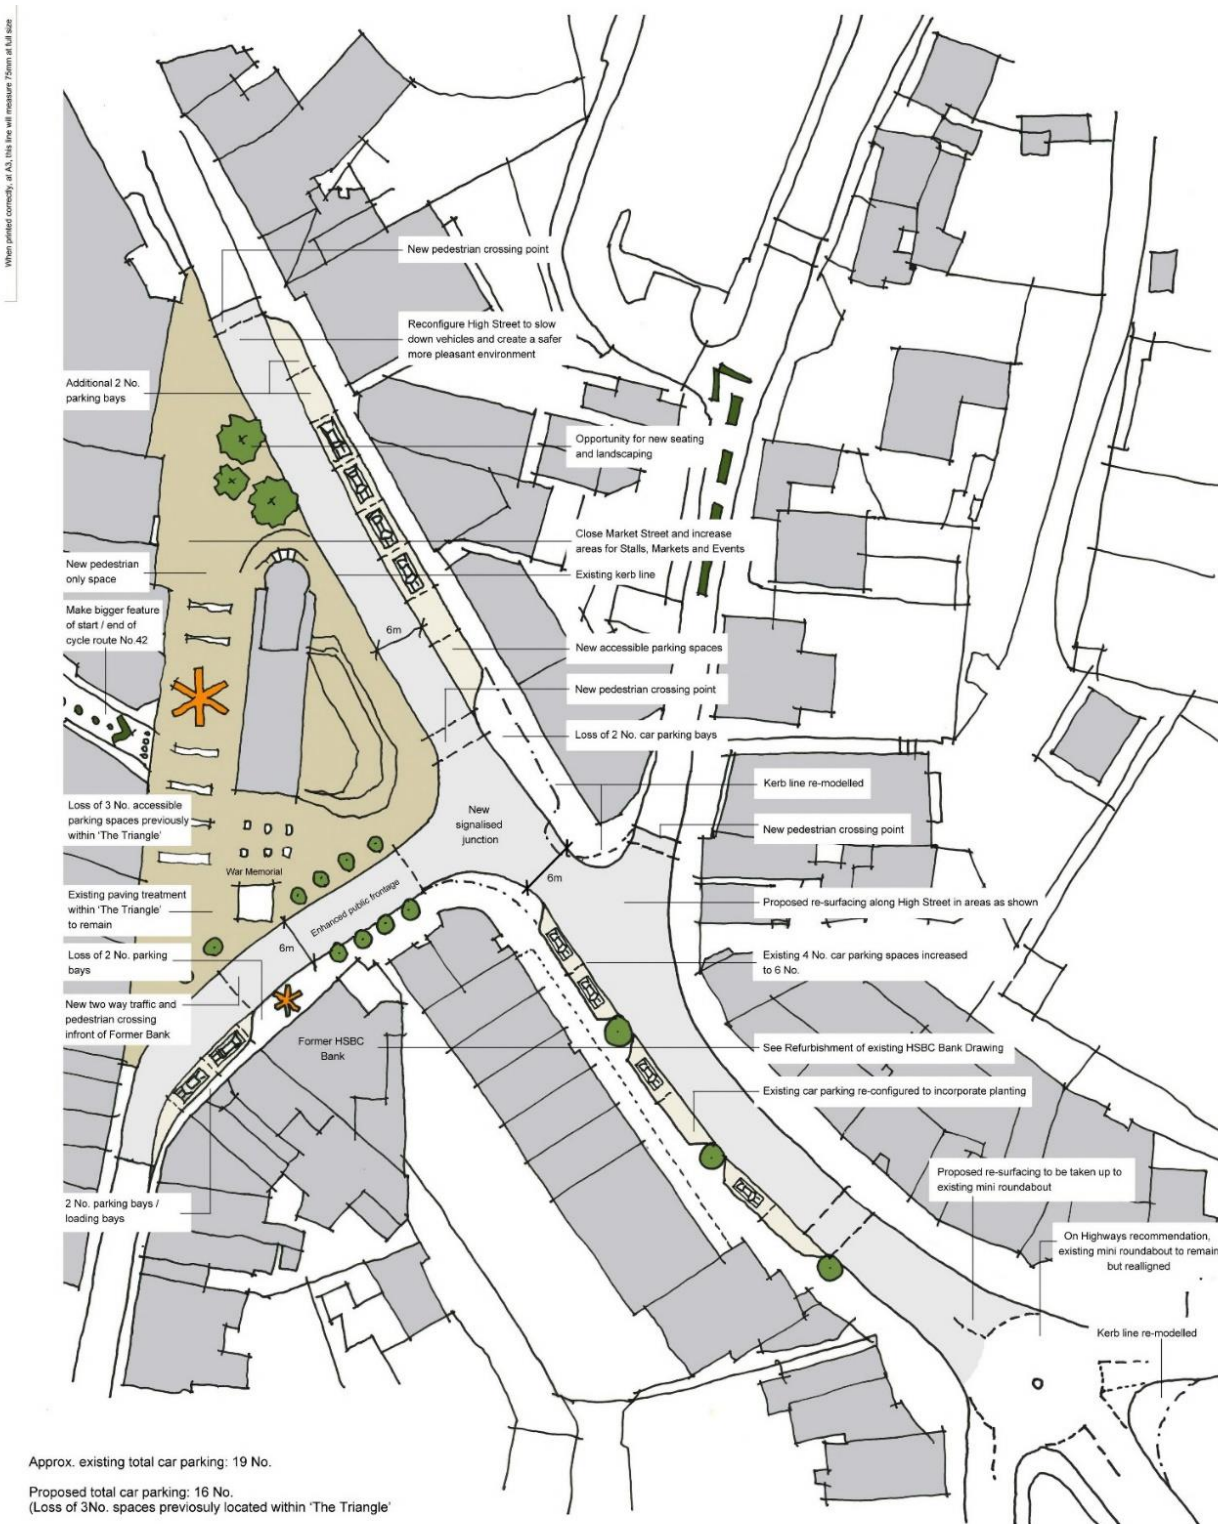 When printed correctly, at A3, this line will measure 75mm at full size
New pedestrian crossing point
Reconfigure High Street to slow
down vehicles and create a safer
more pleasant environment
Additional 2 No.
parking bays
Opportunity for new seating
and landscaping
Close Market Street and increase
areas for Stalls, Markets and Events
New pedestrian
only space
Existing kerb line
Make bigger feature
of start / end of
cycle route No.42
6m
New accessible parking spaces
New pedestrian crossing point
Loss of 2 No. car parking bays
Kerb line re-modelled
Loss of 3 No. accessible
parking spaces previously
within 'The Triangle'
New
signalised
junction
New pedestrian crossing point
War Memorial
6m
Enhanced public frontage
Existing paving treatment
within 'The Triangle'
to remain
Proposed re-surfacing along High Street in areas as shown
6m
Loss of 2 No. parking
bays
Existing 4 No. car parking spaces increased
to 6 No.
New two way traffic and
pedestrian crossing
infront of Former Bank
Former HSBC
Bank
See Refurbishment of existing HSBC Bank Drawing
Existing car parking re-configured to incorporate planting
Proposed re-surfacing to be taken up to
existing mini roundabout
2 No. parking bays /
loading bays
On Highways recommendation,
existing mini roundabout to remain
but realligned
Kerb line re-modelled
Approx. existing total car parking: 19 No.
Proposed total car parking: 16 No.
(Loss of 3No. spaces previosuly located within 'The Triangle'